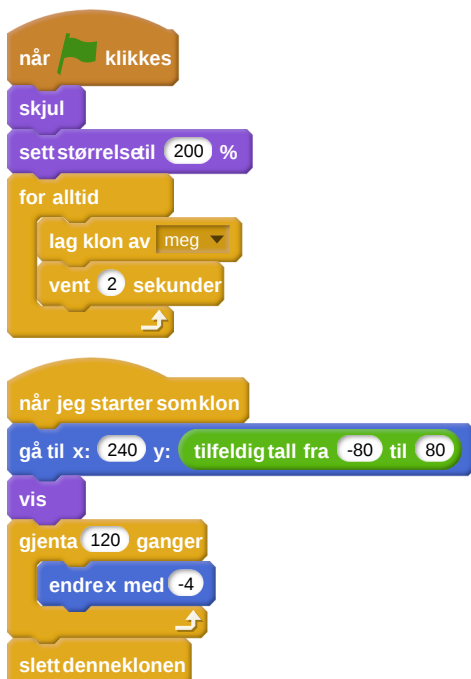 når klikkes
skjul
sett størrelse til 200 %
for alltid
lag klon av meg
vent 2 sekunder
når jeg starter som klon
gå til x: 240 y: tilfeldig tall fra -80 til 80
vis
gjenta 120 ganger
endre x med -4
slett denne klonen